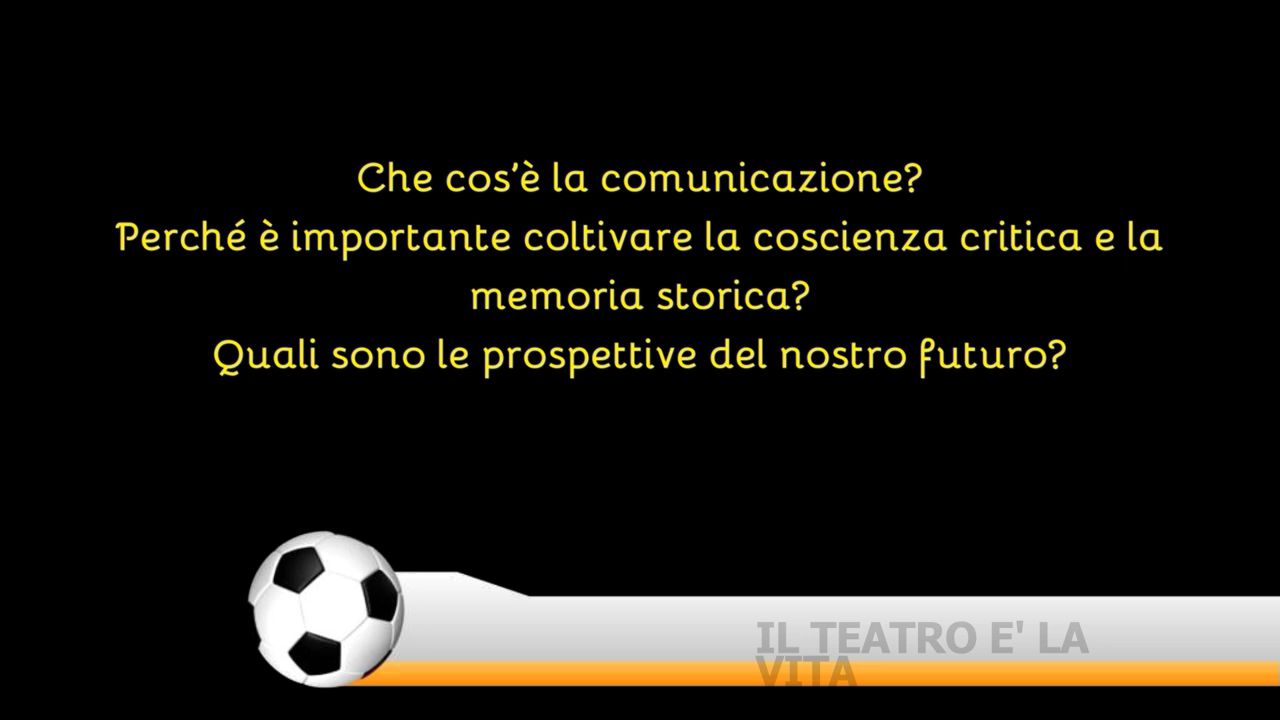 Che cos'è la comunicazione?
Perché è importante coltivare la coscienza critica e la
memoria storica?
Quali sono le prospettive del nostro futuro?
IL TEATRO E' LA
VITA